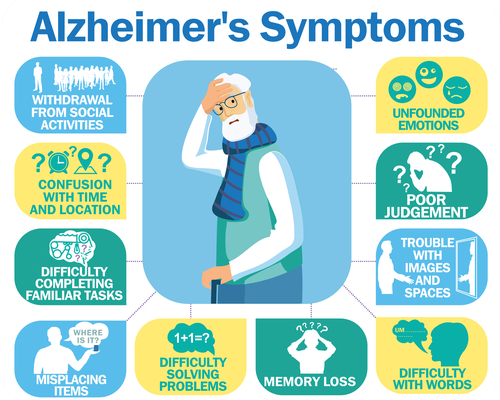 Alzheimer's Symptoms
WITHDRAWAL
FROM SOCIAL
ACTIVITIES
UNFOUNDED
EMOTIONS
? ?
CONFUSION
WITH TIME
AND LOCATION
? ? ? ?
POOR
JUDGEMENT
? ?
DIFFICULTY
COMPLETING
FAMILIAR TASKS
TROUBLE
WITH
IMAGES
AND
SPACES
WHERE
IS IT?
MISPLACING
ITEMS
1+1=?
DIFFICULTY
SOLVING
PROBLEMS
?????
MEMORY LOSS
UM
DIFFICULTY
WITH WORDS